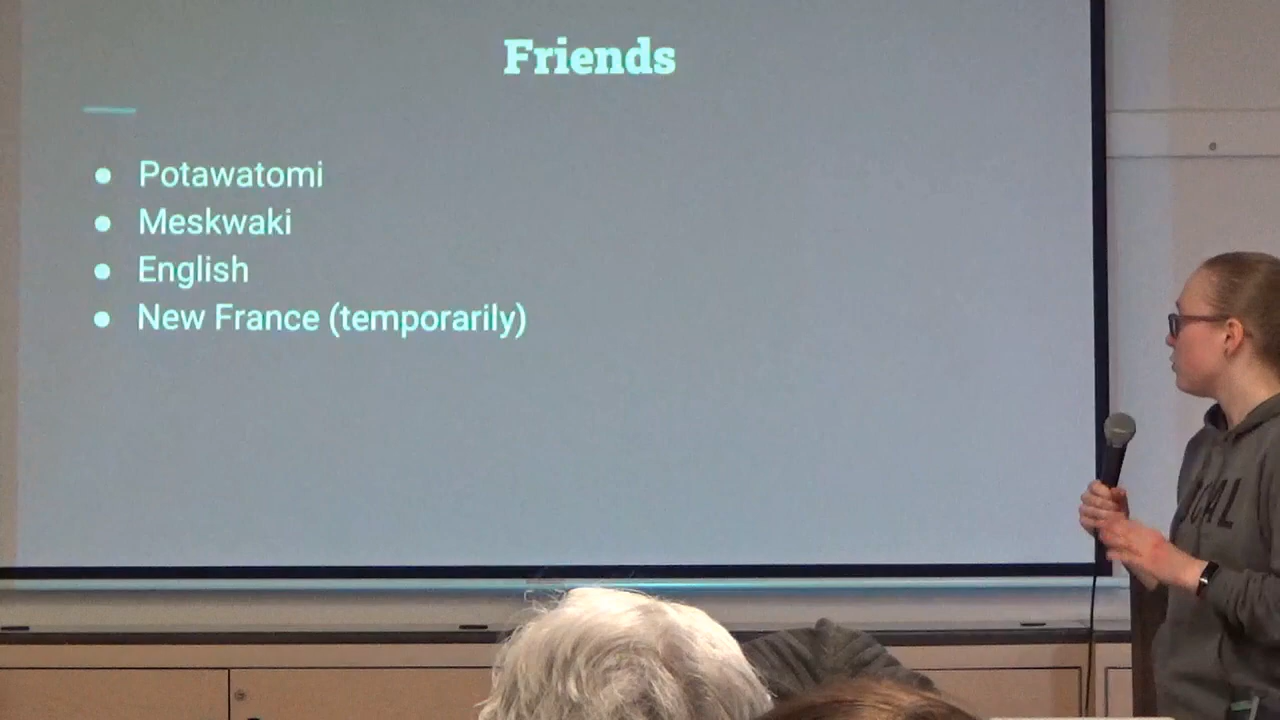 Friends
● Potawatomi
● Meskwaki
● English
● New France (temporarily)